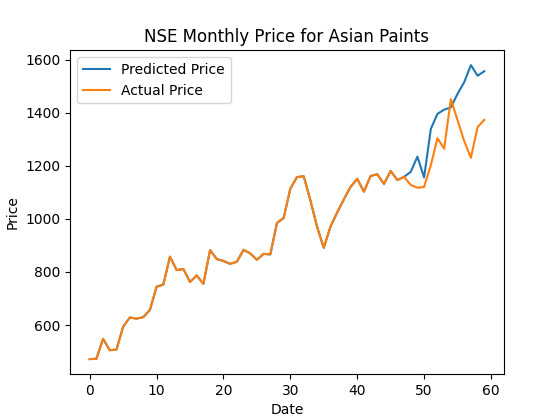 NSE Monthly Price for Asian Paints
Predicted Price
Actual Price
1600
1400
1200
1000
800
600
Price
0 10 20 30 40 50 60
Date